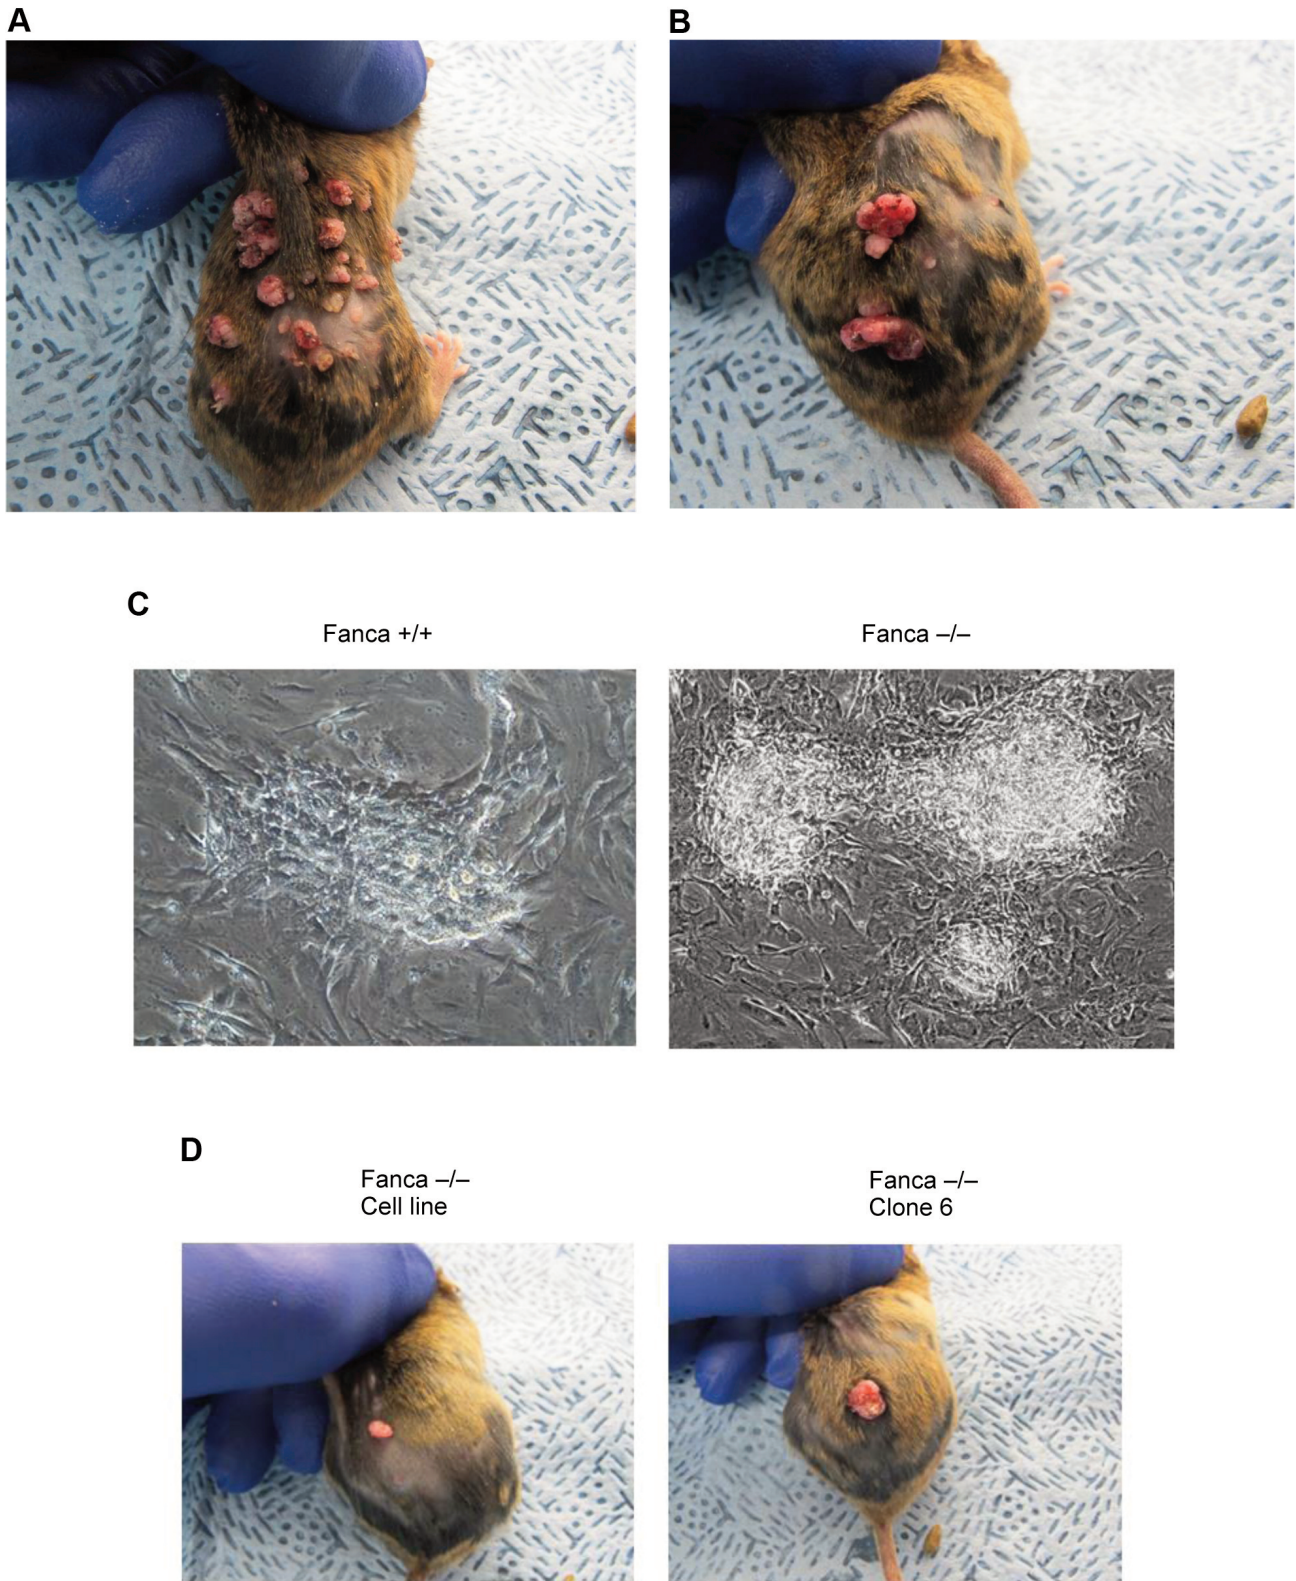 A
B
C
Fanca +/+
Fanca –/–
D
Fanca –/–
Cell line
Fanca –/–
Clone 6